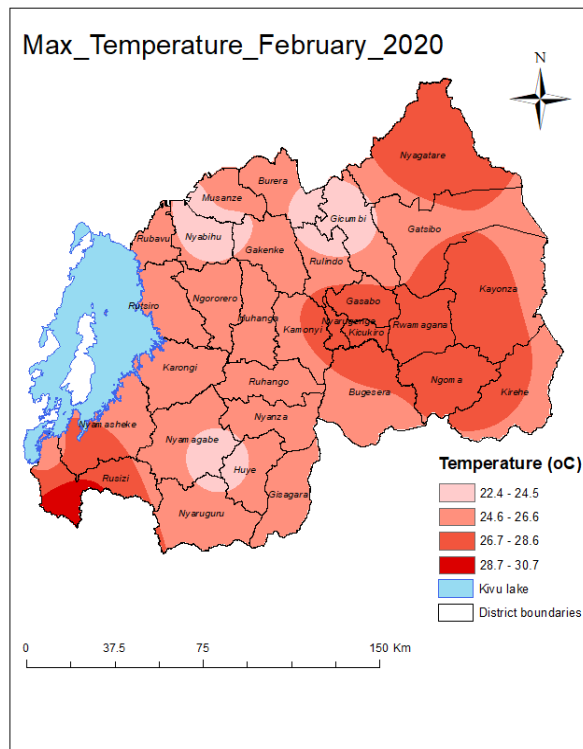 Max_Temperature_February_2020
N
Nyagatare
Burera
Musanze
Gicumbi
Rubavu
Nyabihu
Gatsibo
Gakenke
Rulindo
Rutsiro
Ngororero
Gasabo
Kayonza
Muhanga
Kamonyi
Nyarugenge
Rwamagana
Kicukiro
Karongi
Ruhango
Bugesera
Ngoma
Kirehe
Nyamasheke
Nyanza
Nyamagabe
Huye
Rusizi
Gisagara
Nyaruguru
Temperature (oC)
22.4 - 24.5
24.6 - 26.6
26.7 - 28.6
28.7 - 30.7
Kivu lake
District boundaries
0 37.5 75 150 Km